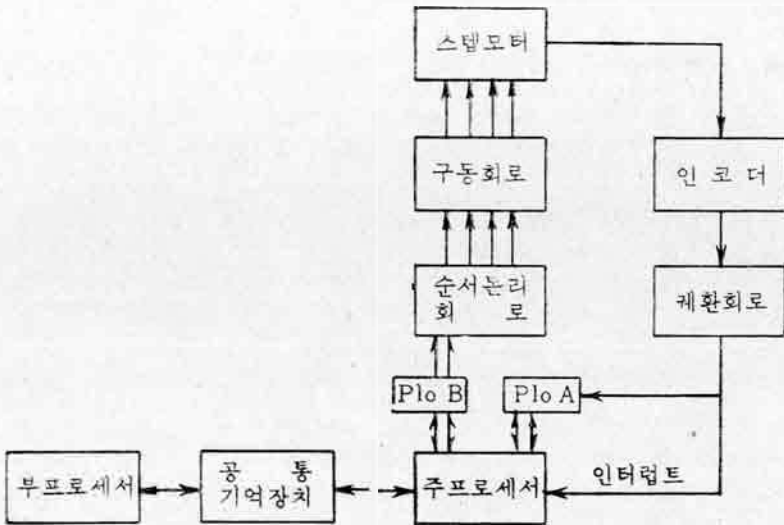 스텝모터
구동회로
인 코 더
순서논리
회 로
궤환회로
Plo B
Plo A
부프로세서
공 통
기억장치
주프로세서
인터럽트